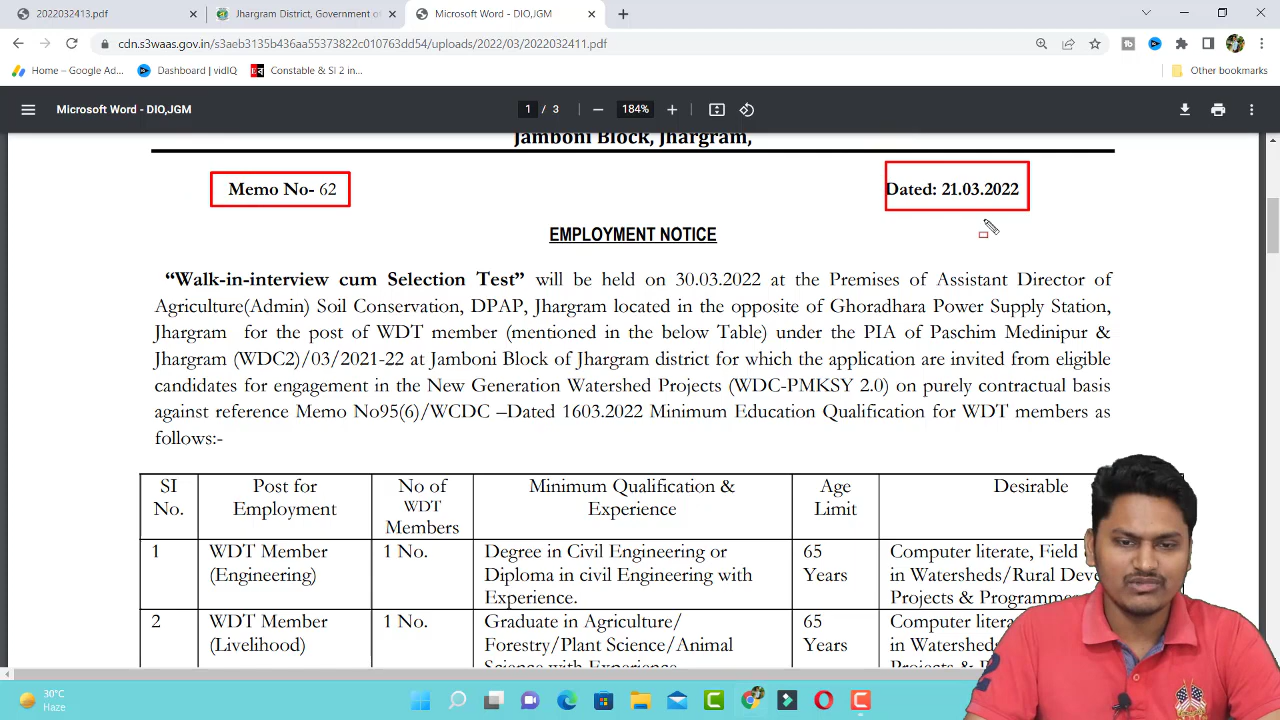 2022032413.pdf
Jhargram District, Government of
Microsoft Word - DIO,JGM
cdn.s3waas.gov.in/s3aeb3135b436aa55373822c010763dd54/uploads/2022/03/2022032411.pdf
Home – Google Ad...
Dashboard | vidIQ
Constable & SI 2 in...
Other bookmarks
Microsoft Word - DIO,JGM
1 / 3
184%
Jamboni Block, Jhargram,
Memo No- 62
Dated: 21.03.2022
EMPLOYMENT NOTICE
“Walk-in-interview cum Selection Test” will be held on 30.03.2022 at the Premises of Assistant Director of
Agriculture(Admin) Soil Conservation, DPAP, Jhargram located in the opposite of Ghoradhara Power Supply Station,
Jhargram for the post of WDT member (mentioned in the below Table) under the PIA of Paschim Medinipur &
Jhargram (WDC2)/03/2021-22 at Jamboni Block of Jhargram district for which the application are invited from eligible
candidates for engagement in the New Generation Watershed Projects (WDC-PMKSY 2.0) on purely contractual basis
against reference Memo No95(6)/WCDC –Dated 1603.2022 Minimum Education Qualification for WDT members as
follows:-
SI No.
Post for Employment
No of WDT Members
Minimum Qualification & Experience
Age Limit
Desirable
1
WDT Member (Engineering)
1 No.
Degree in Civil Engineering or
Diploma in civil Engineering with
Experience.
65 Years
Computer literate, Field
in Watersheds/Rural
Projects & Programme
2
WDT Member (Livelihood)
1 No.
Graduate in Agriculture/
Forestry/Plant Science/Animal
Science with Experience
65 Years
Computer
in Watersheds/Rural
Projects &
30°C
Haze